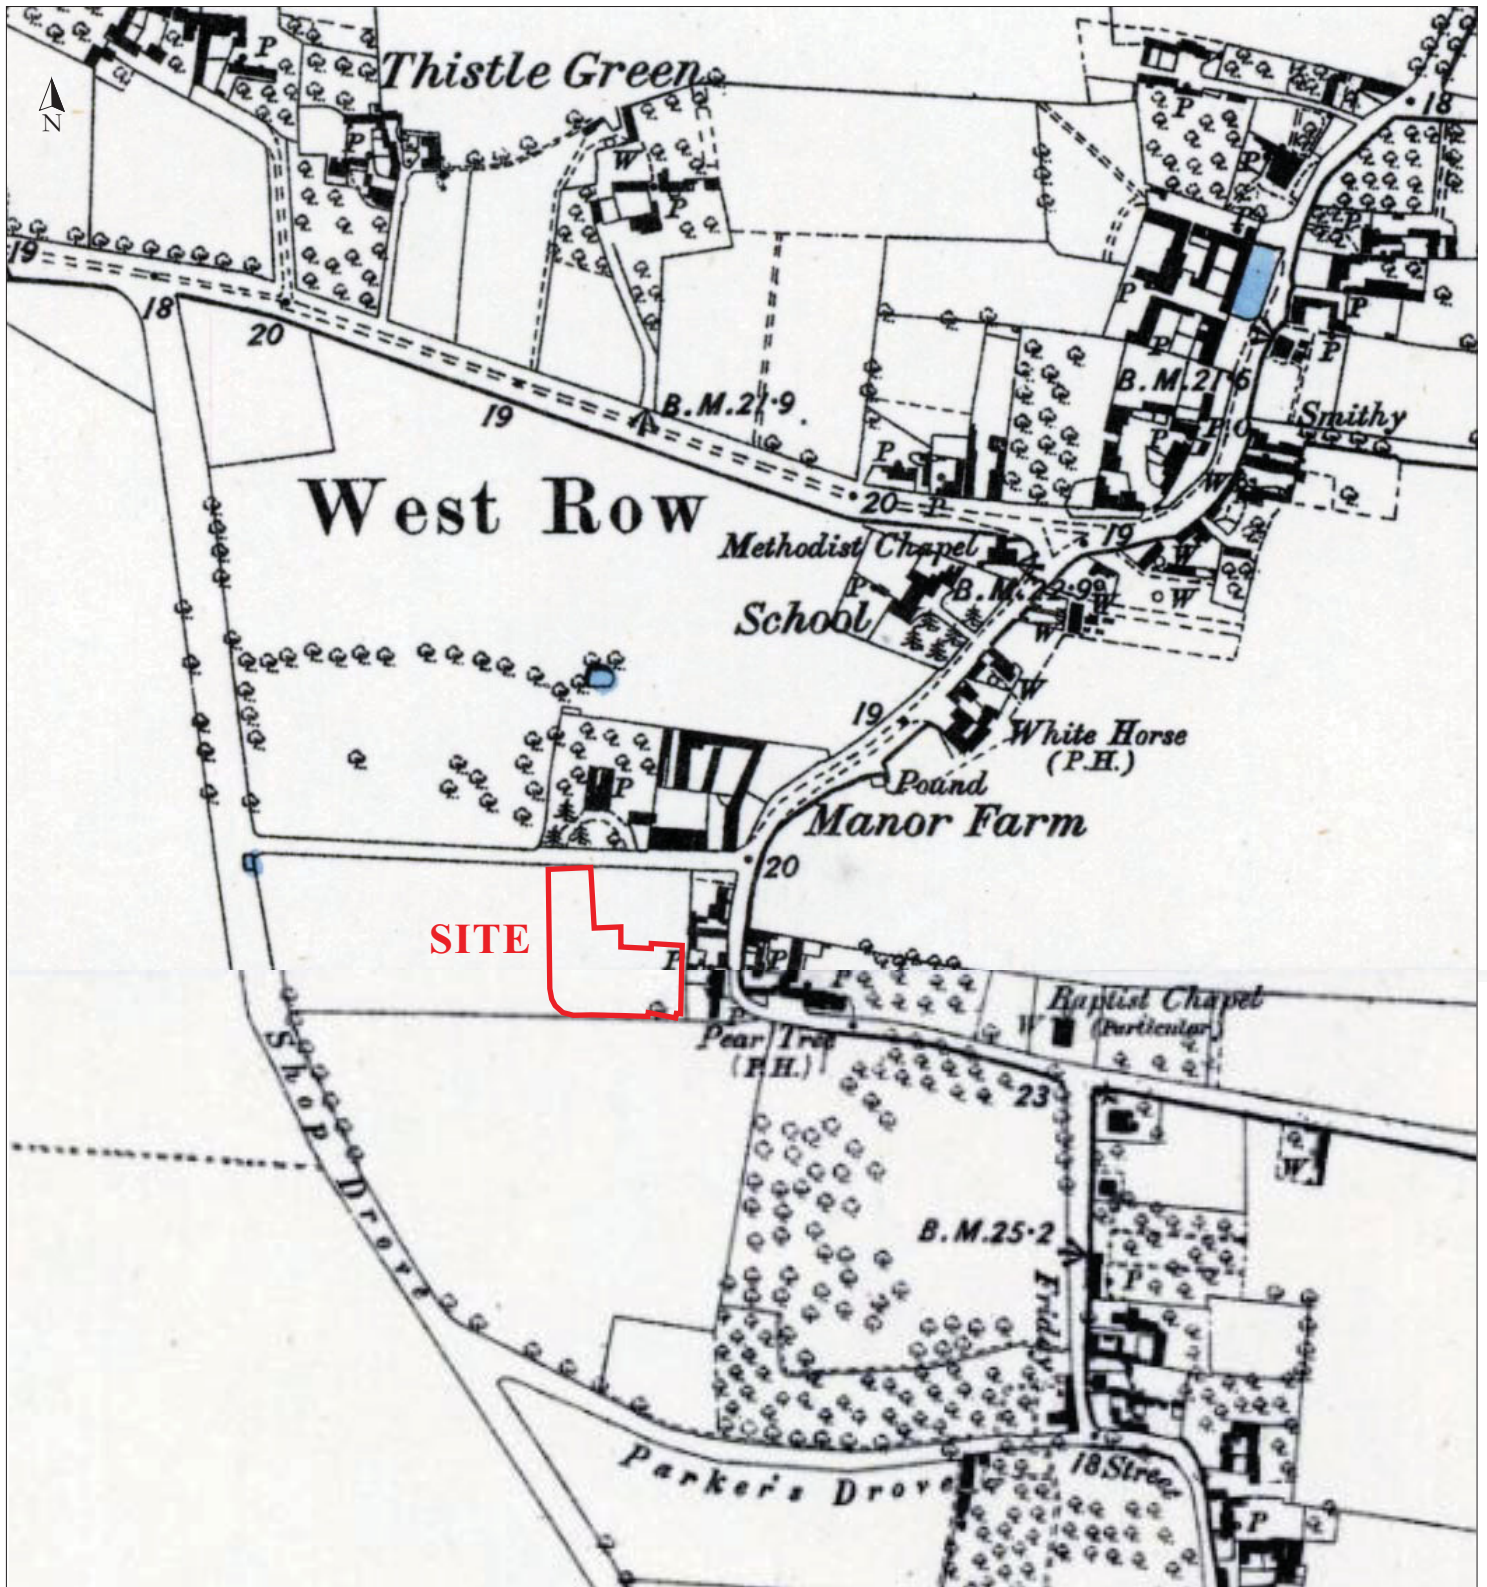 Thistle Green
P
N
P
18
P
W
P
P
P
P
19
18
20
P
P
P
P
B.M.21·6
B.M.21·9
19
Smithy
P
P
P.O.
W
West Row
20
P
19
Methodist Chapel
W
P
B.M.22·9
W
W
School
W
W
19
White Horse
(P.H.)
Pound
P
Manor Farm
20
SITE
P
P
P
Baptist Chapel
W
(Particular)
P
Pear Tree
(P.H.)
Shop Drove
23
W
B.M.25·2
P
Friday
Parker's Drove
18
Street
P